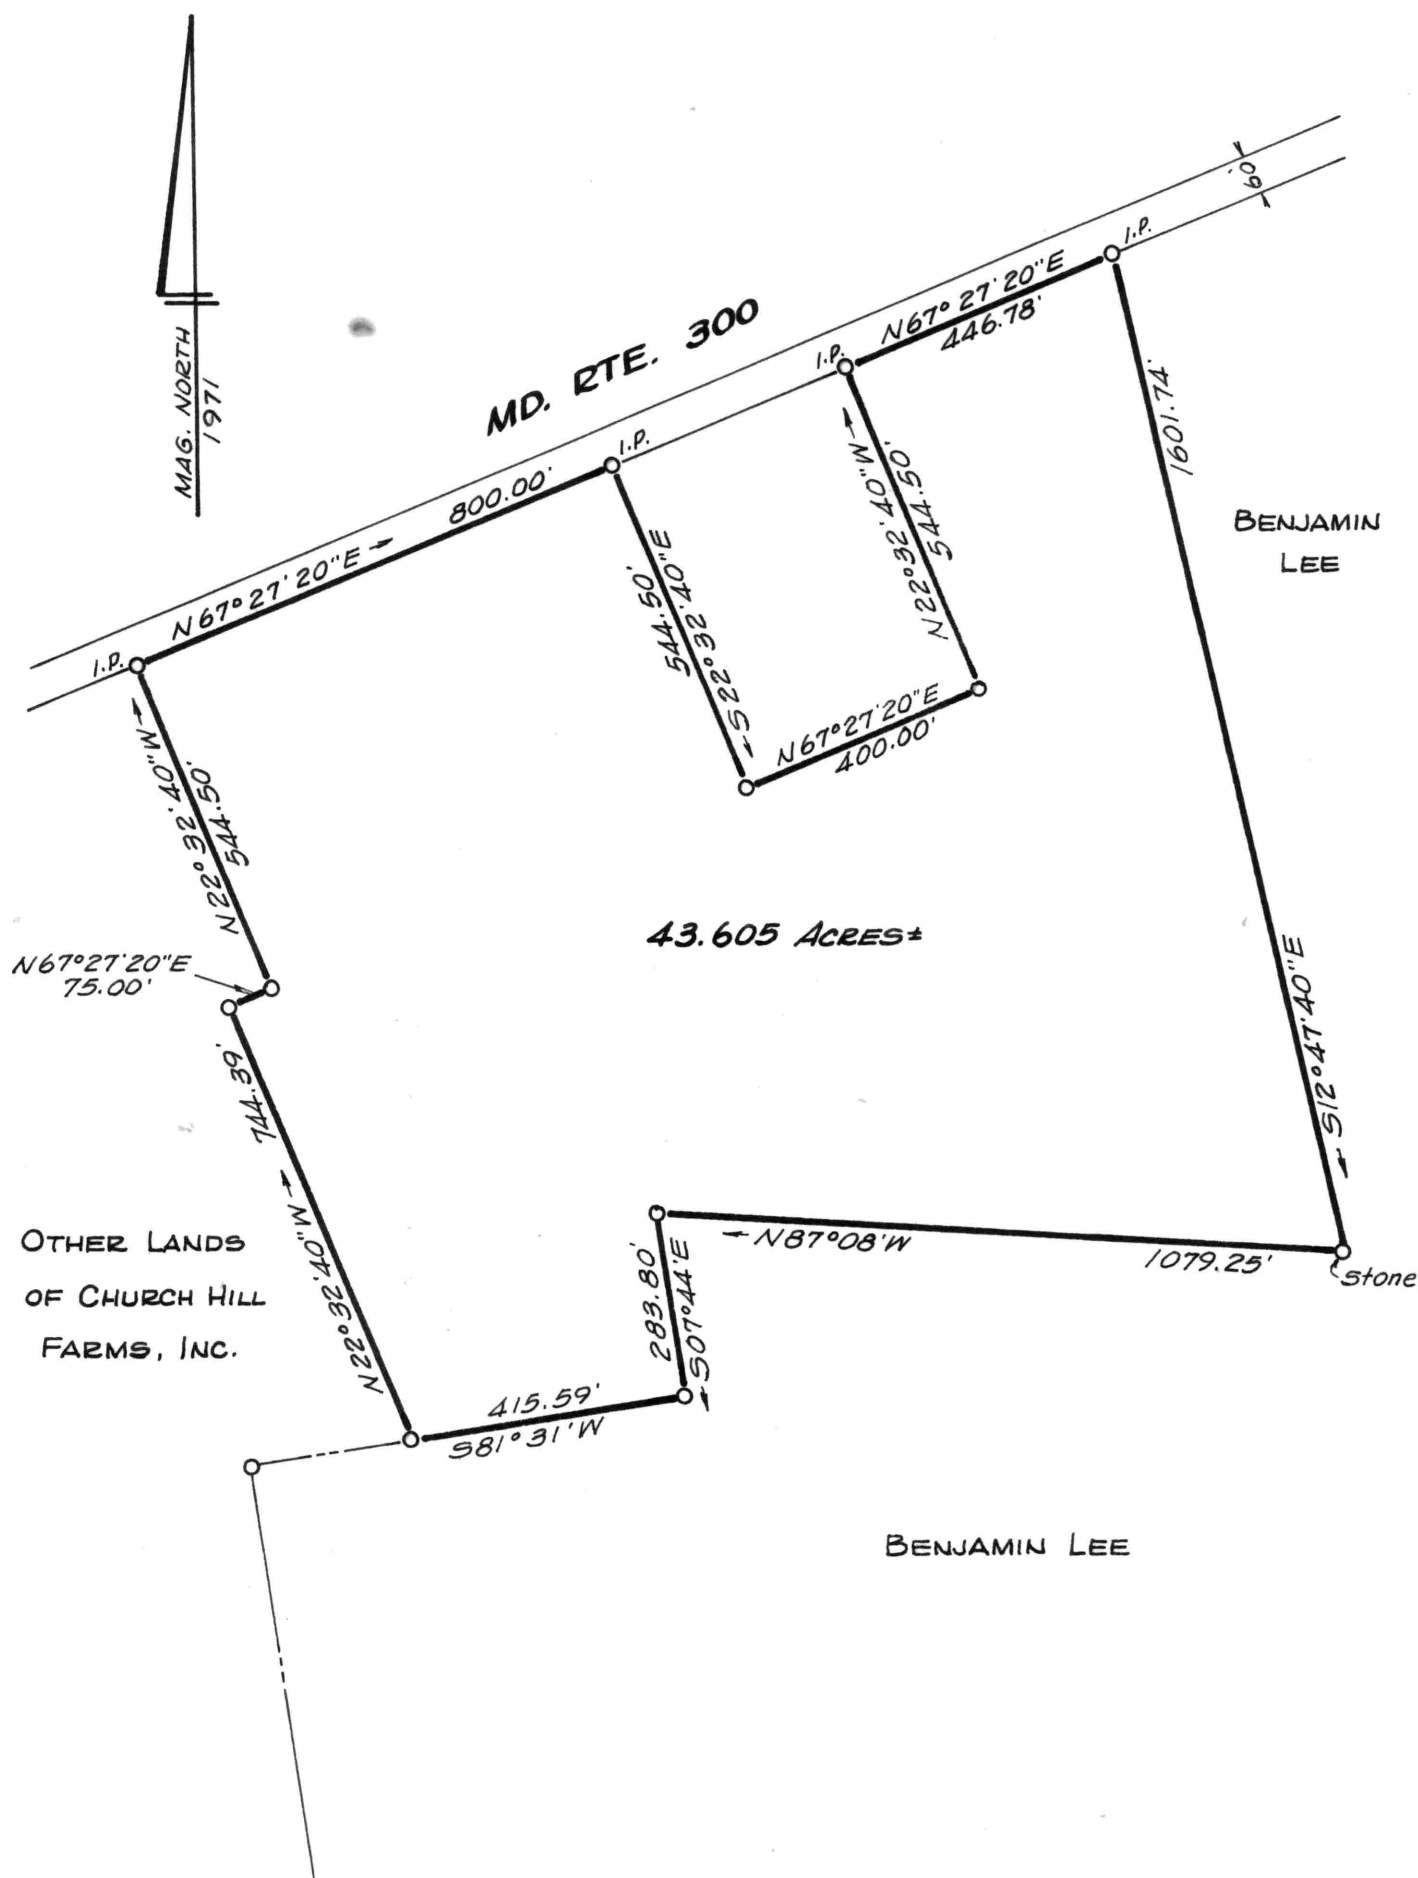 MAG. NORTH
1971
60'
MD. RTE. 300
I.P.
N67° 27' 20"E
446.78'
I.P.
I.P.
N67° 27' 20"E →
800.00'
I.P.
1601.74'
S12° 47' 40"E
BENJAMIN
LEE
N22° 32' 40"W
544.50'
544.50'
S22° 32' 40"E
N67° 27' 20"E
400.00'
N22° 32' 40"W
544.50'
43.605 ACRES±
N67° 27' 20"E
75.00'
744.39'
N22° 32' 40"W
OTHER LANDS
OF CHURCH HILL
FARMS, INC.
N87° 08' W
1079.25'
Stone
283.80'
S07° 44' E
415.59'
S81° 31' W
BENJAMIN LEE